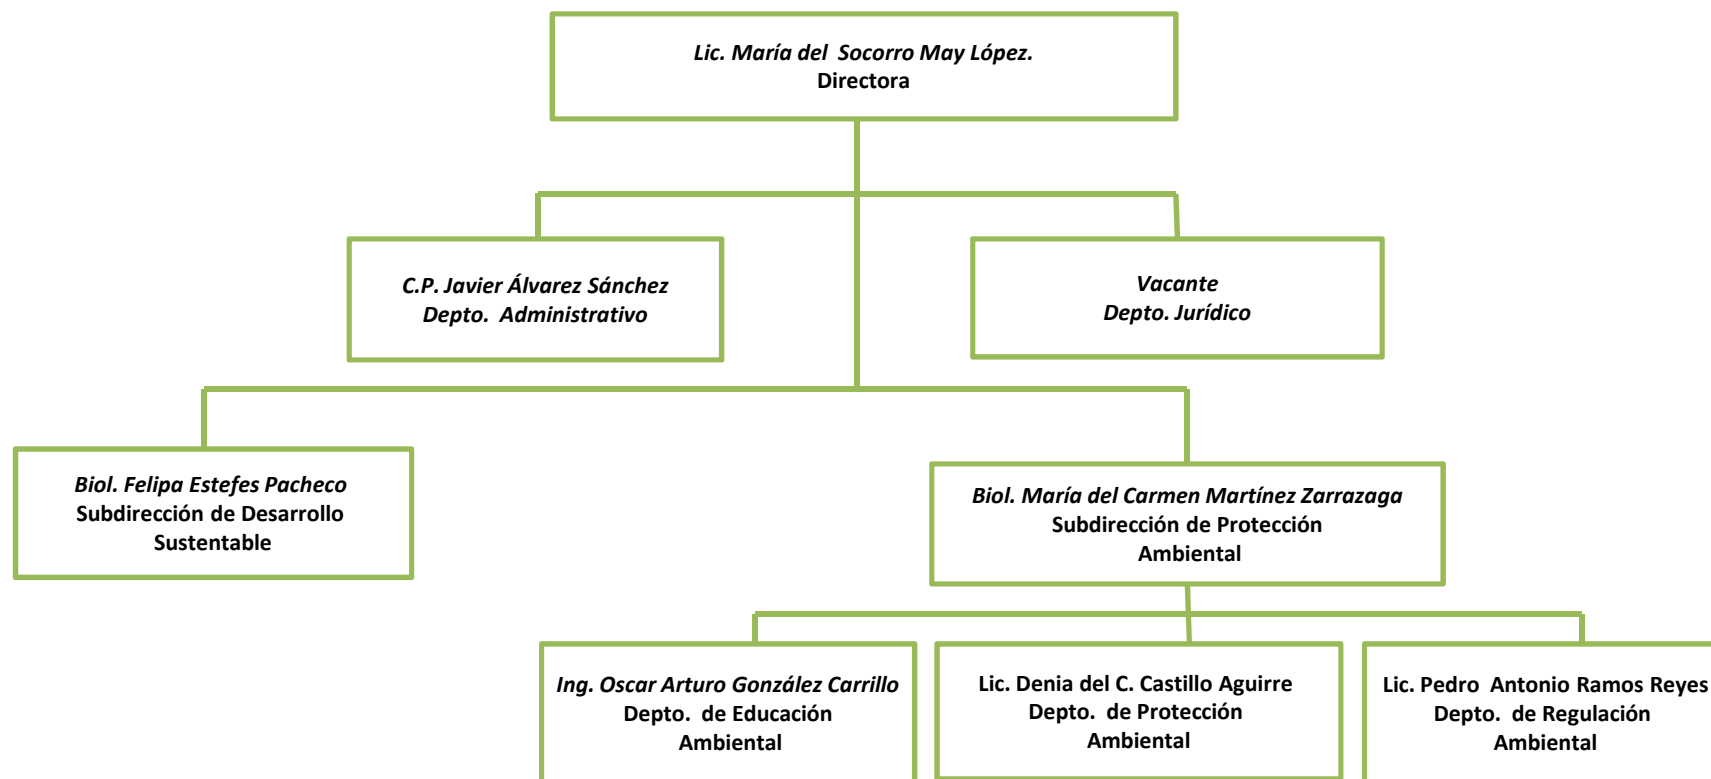 Lic. María del  Socorro May López.
Directora
C.P. Javier Álvarez Sánchez
Depto.  Administrativo
Vacante
Depto. Jurídico
Biol. Felipa Estefes Pacheco
Subdirección de Desarrollo
Sustentable
Biol. María del Carmen Martínez Zarrazaga
Subdirección de Protección
Ambiental
Ing. Oscar Arturo González Carrillo
Depto.  de Educación
Ambiental
Lic. Denia del C. Castillo Aguirre
Depto.  de Protección
Ambiental
Lic. Pedro  Antonio Ramos Reyes
Depto.  de Regulación
Ambiental